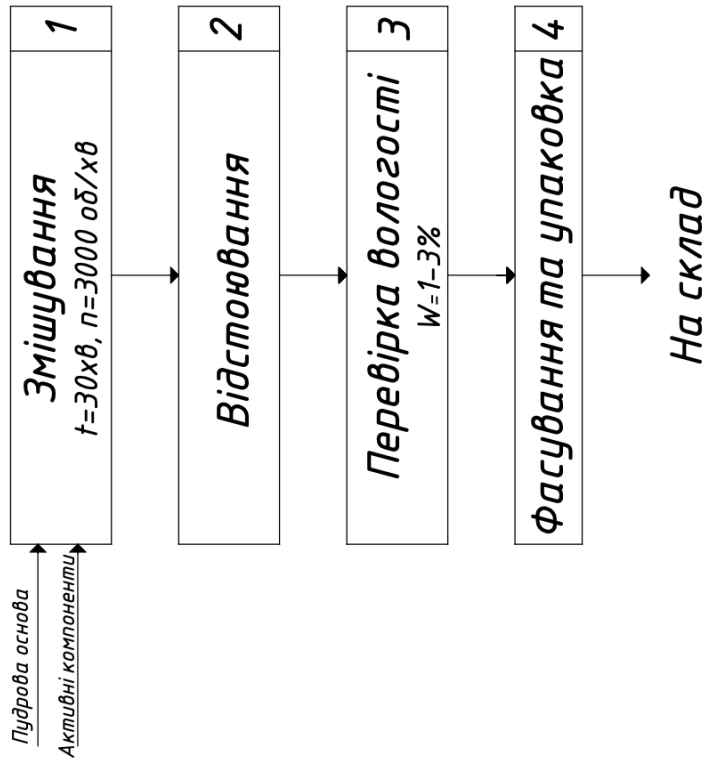 Пудрова основа
Активні компоненти
Змішування
t=30хв, n=3000 об/хв
1
Відстоювання
2
Перевірка вологості
W=1-3%
3
Фасування та упаковка
4
На склад